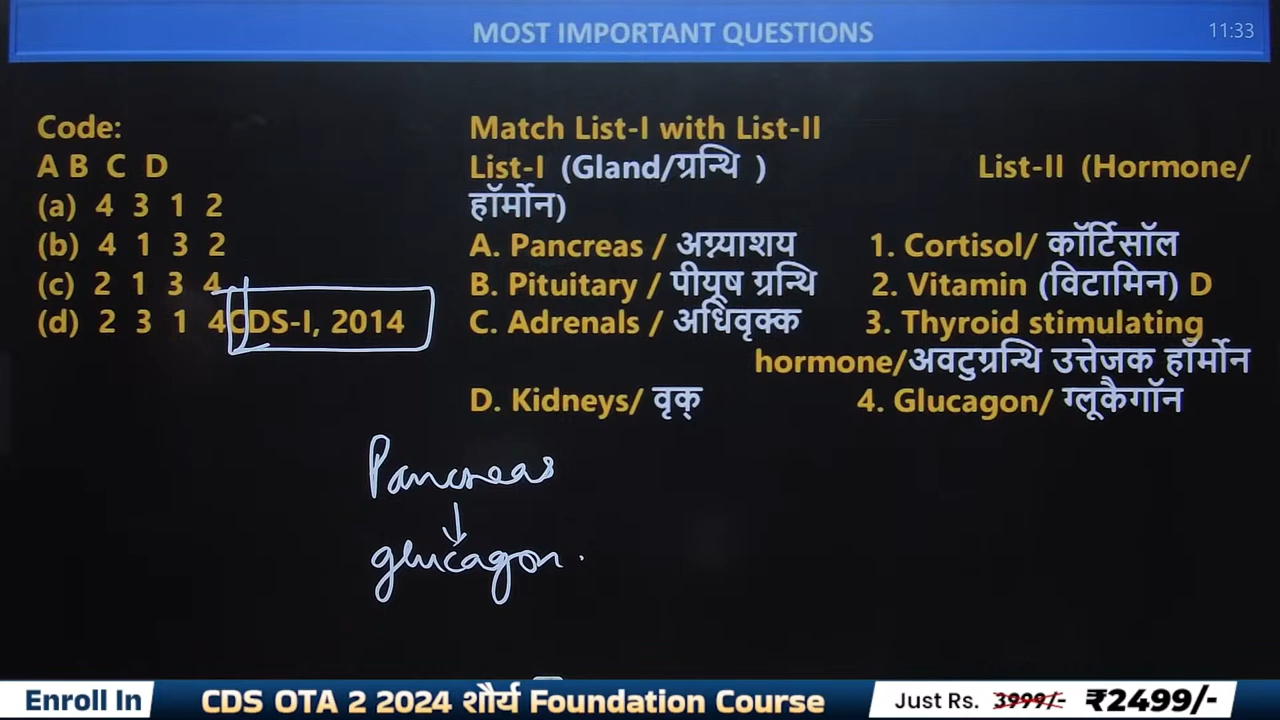 MOST IMPORTANT QUESTIONS
11:33
Code:
A B C D
(a) 4 3 1 2
(b) 4 1 3 2
(c) 2 1 3 4
(d) 2 3 1 4CDS-I, 2014
Match List-I with List-II
List-I (Gland/ग्रन्थि ) List-II (Hormone/
हॉर्मोन)
A. Pancreas / अग्न्याशय 1. Cortisol/ कॉर्टिसॉल
B. Pituitary / पीयूष ग्रन्थि 2. Vitamin (विटामिन) D
C. Adrenals / अधिवृक्क 3. Thyroid stimulating
hormone/अवटुग्रन्थि उत्तेजक हॉर्मोन
D. Kidneys/ वृक् 4. Glucagon/ ग्लूकैगॉन
Pancreas
glucagon.
Enroll In CDS OTA 2 2024 शौर्य Foundation Course Just Rs. 3999/- ₹2499/-